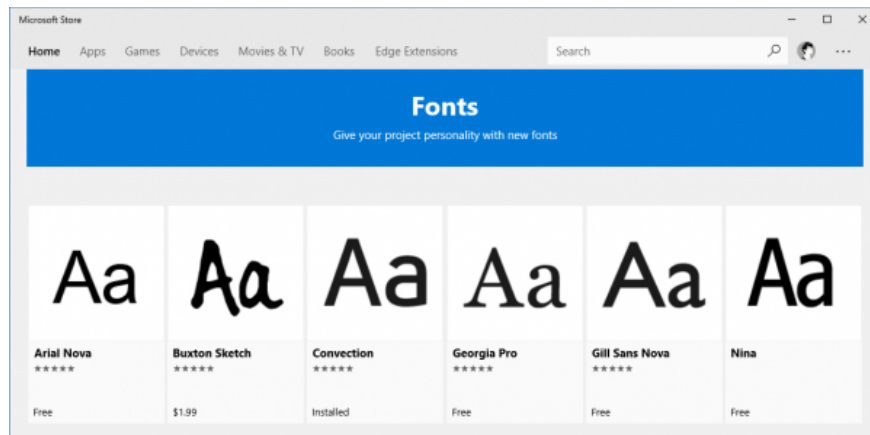 Microsoft Store
Home Apps Games Devices Movies & TV Books Edge Extensions Search
Fonts
Give your project personality with new fonts
Aa Aa Aa Aa Aa Aa
Arial Nova Buxton Sketch Convection Georgia Pro Gill Sans Nova Nina
Free $1.99 Installed Free Free Free